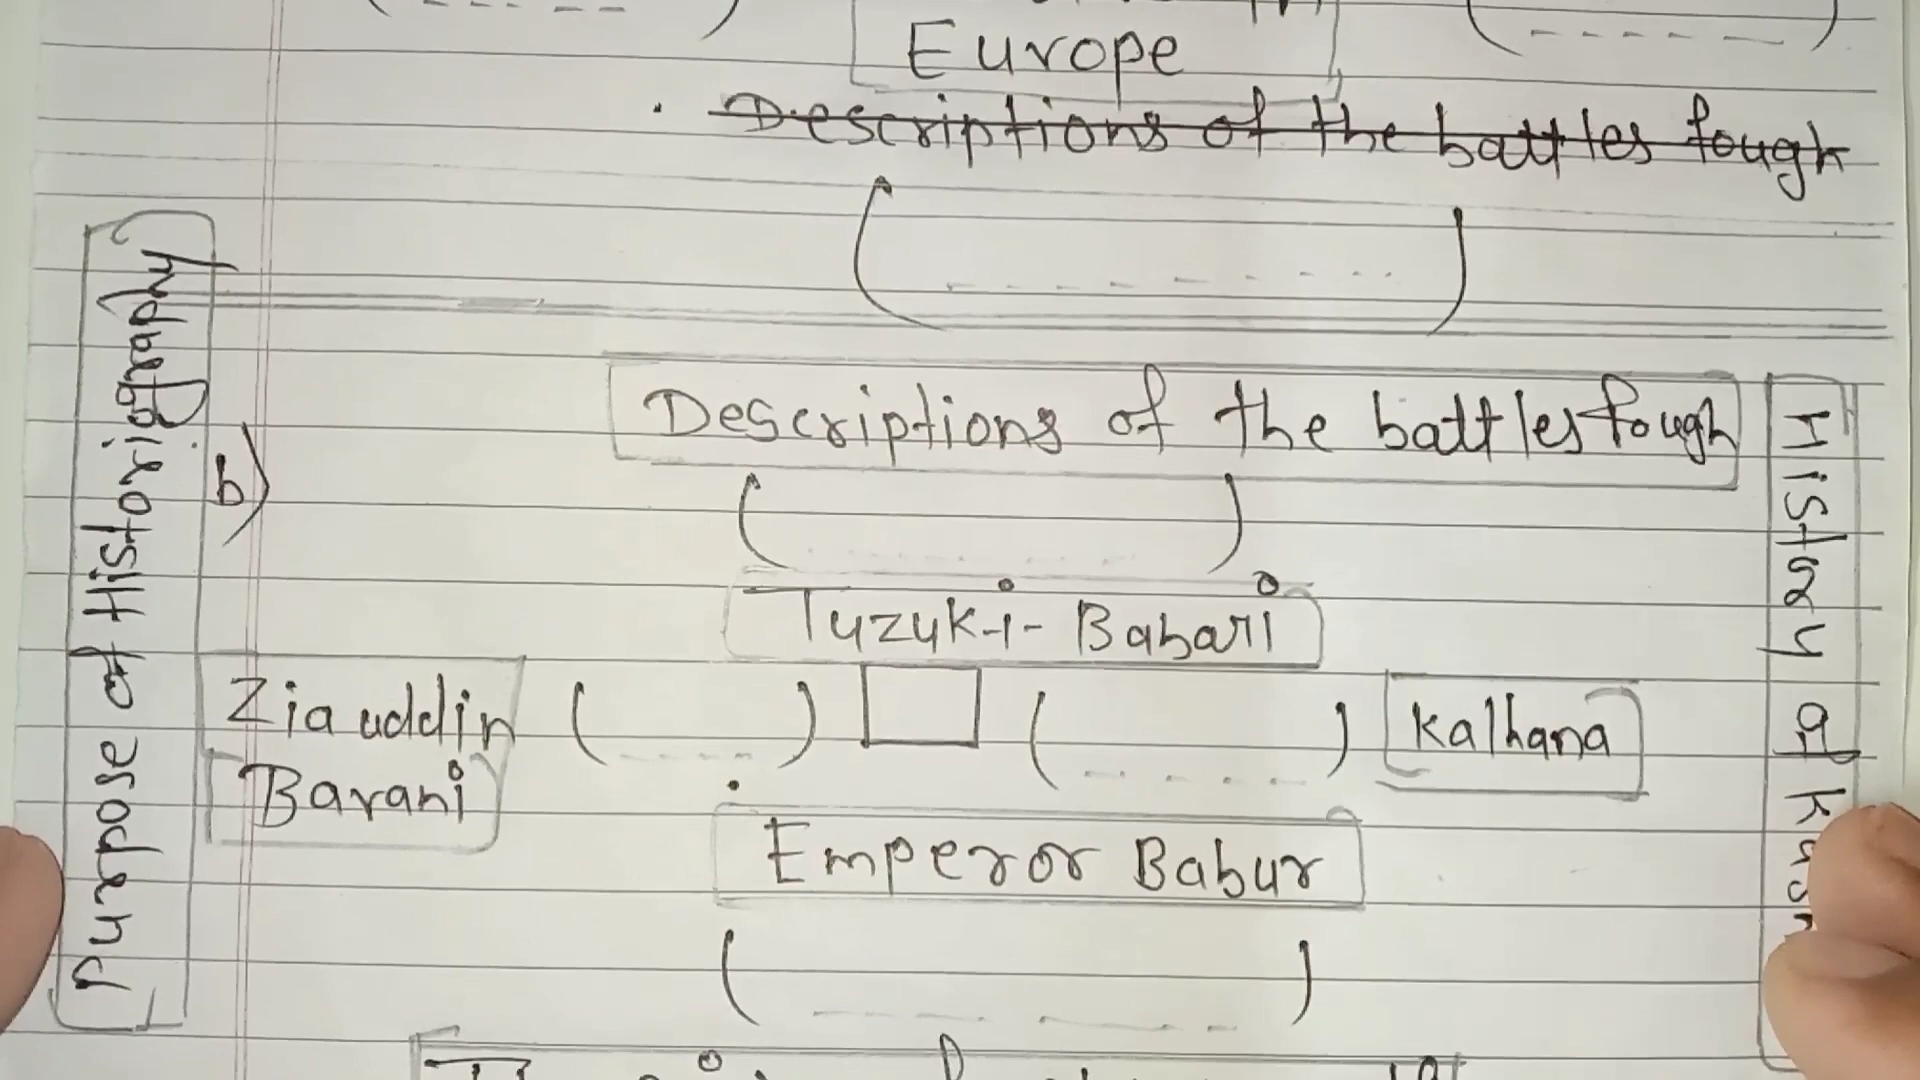 Europe
Descriptions of the battles fough
Purpose of Historiography
b)
Descriptions of the battles fough
Tuzuk-i- Babari
Ziauddin
Barani
Kalhana
Emperor Babur
History of